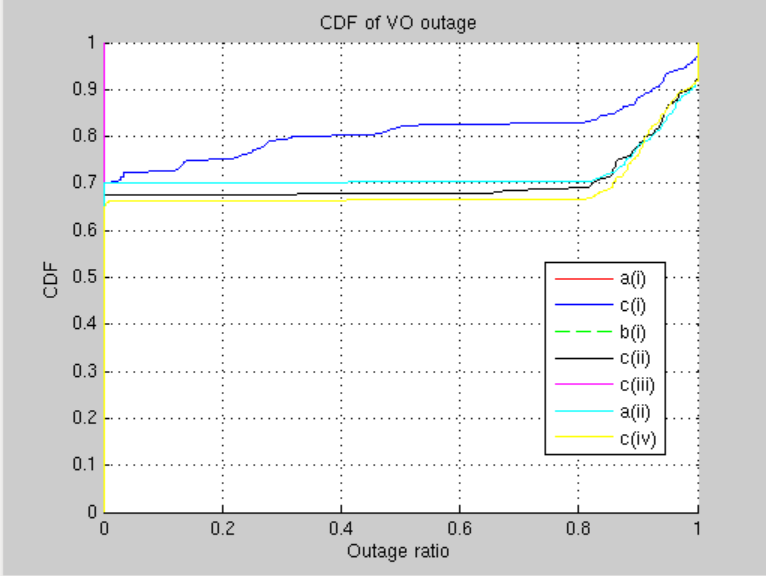 CDF of VO outage
CDF
1
0.9
0.8
0.7
0.6
0.5
0.4
0.3
0.2
0.1
0
0 0.2 0.4 0.6 0.8 1
Outage ratio
a(i)
c(i)
b(i)
c(ii)
c(iii)
a(ii)
c(iv)